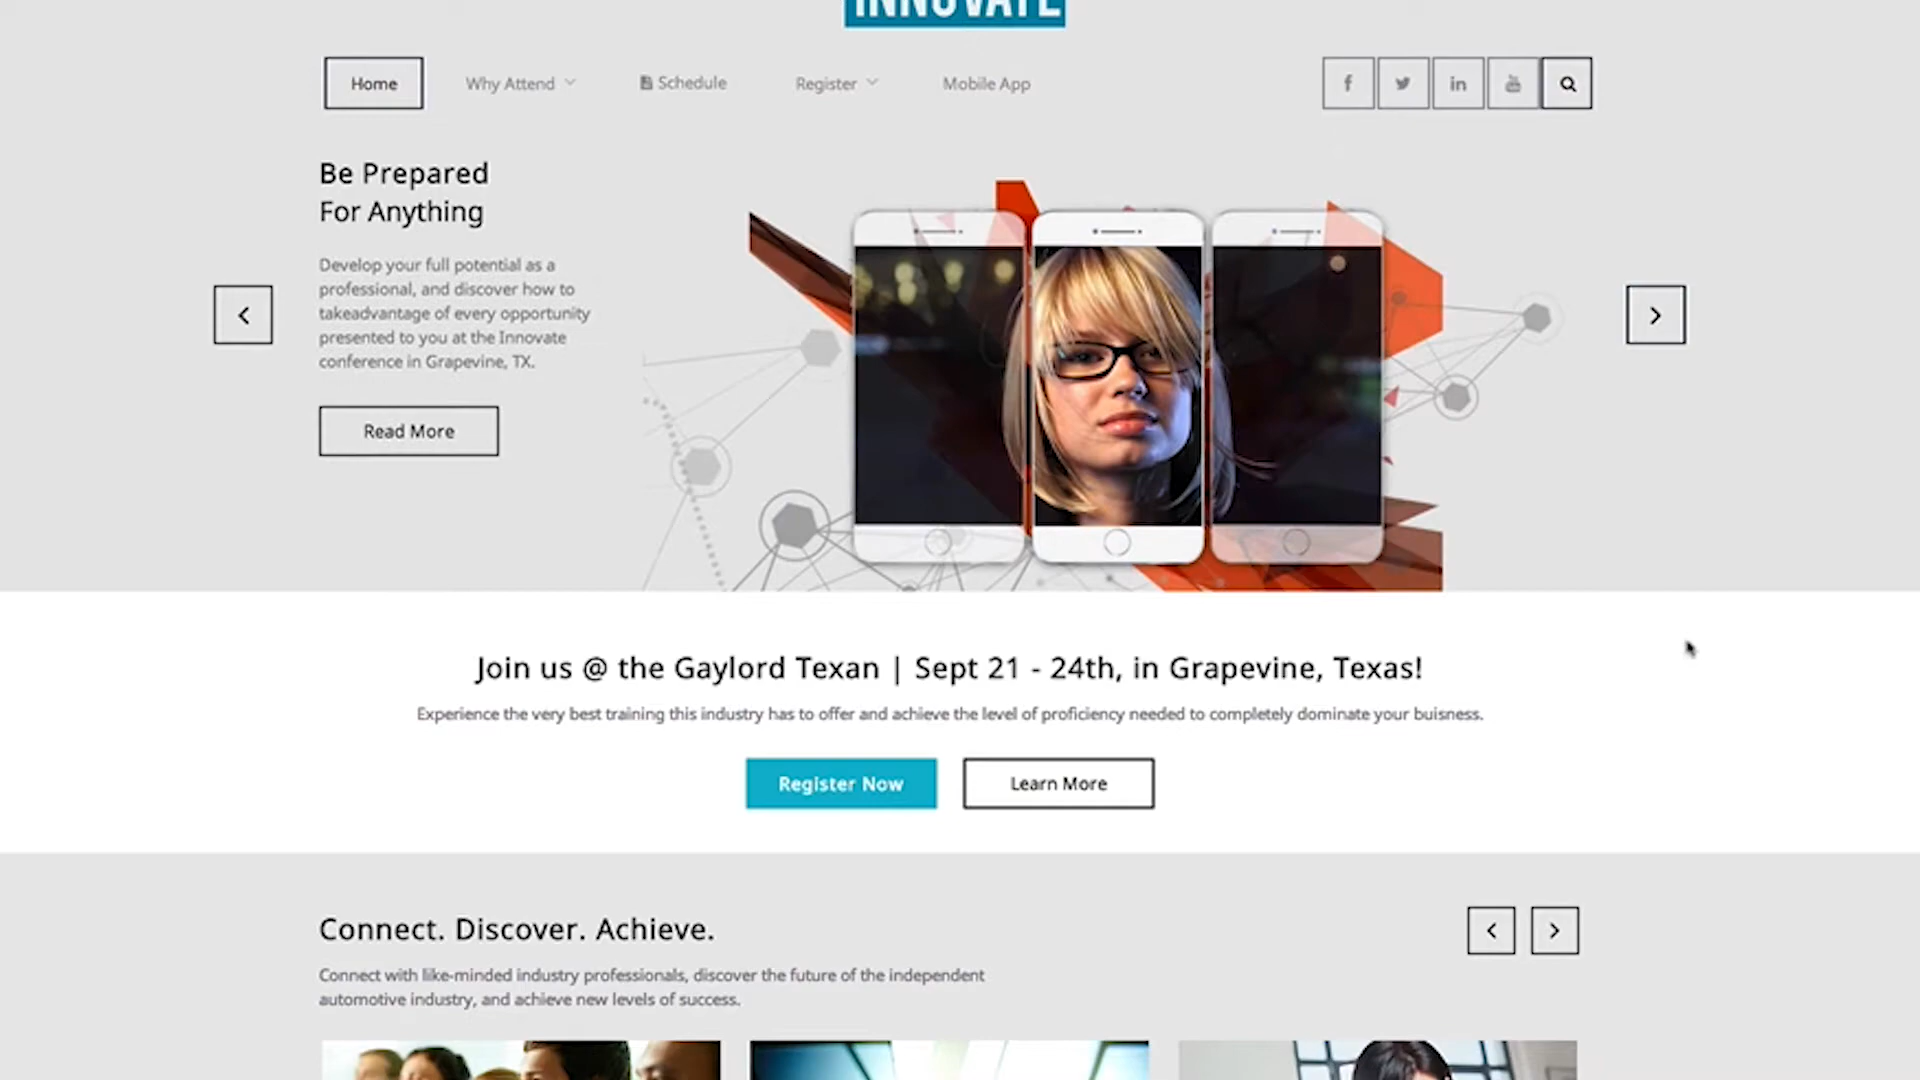 INNOVATE
Home
Why Attend
Schedule
Register
Mobile App
Be Prepared
For Anything
Develop your full potential as a
professional, and discover how to
takeadvantage of every opportunity
presented to you at the Innovate
conference in Grapevine, TX.
Read More
Join us @ the Gaylord Texan | Sept 21 - 24th, in Grapevine, Texas!
Experience the very best training this industry has to offer and achieve the level of proficiency needed to completely dominate your buisness.
Register Now
Learn More
Connect. Discover. Achieve.
Connect with like-minded industry professionals, discover the future of the independent
automotive industry, and achieve new levels of success.